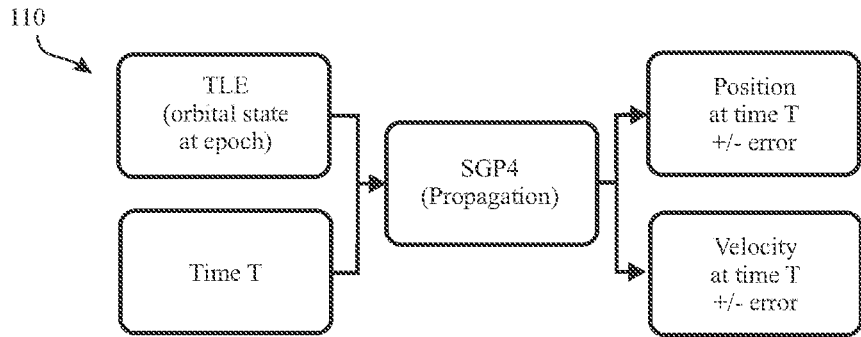 110
TLE
(orbital state
at epoch)
Time T
SGP4
(Propagation)
Position
at time T
+/- error
Velocity
at time T
+/- error